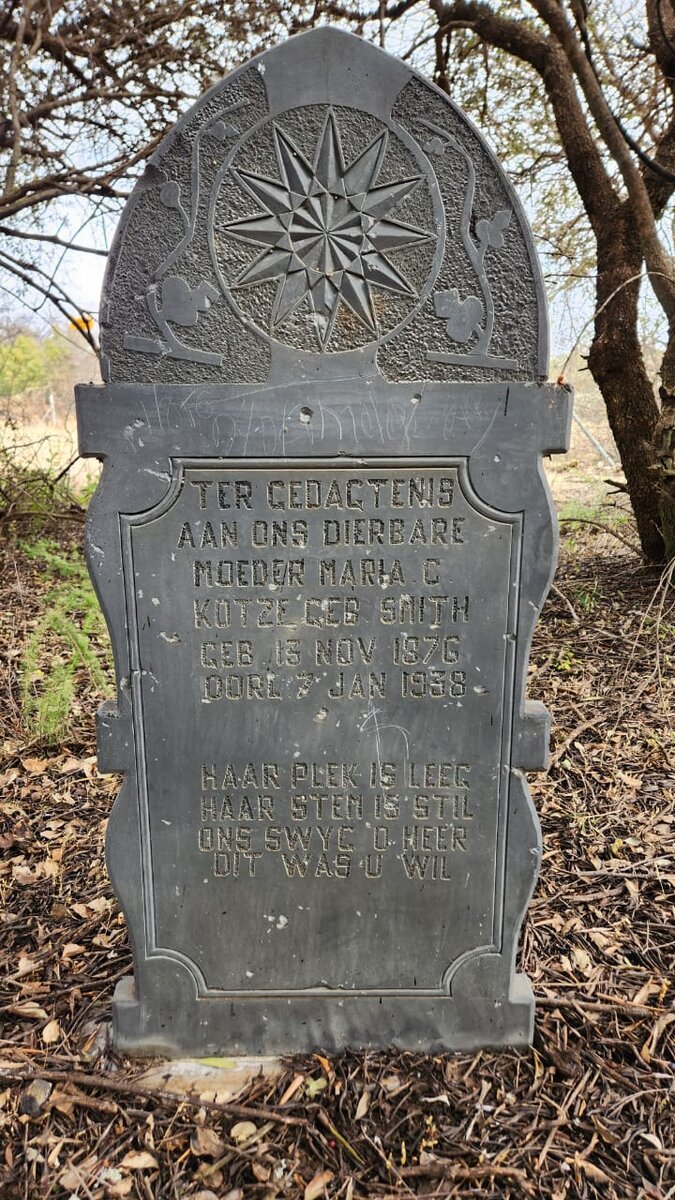 TER GEDAGTENIS
AAN ONS DIERBARE
MOEDER MARIA C.
KOTZE GEB. SMITH
GEB. 13 NOV 1876
OORL 7 JAN 1938
HAAR PLEK IS LEEG
HAAR STEM IS STIL
ONS SWYG O HEER
DIT WAS U WIL